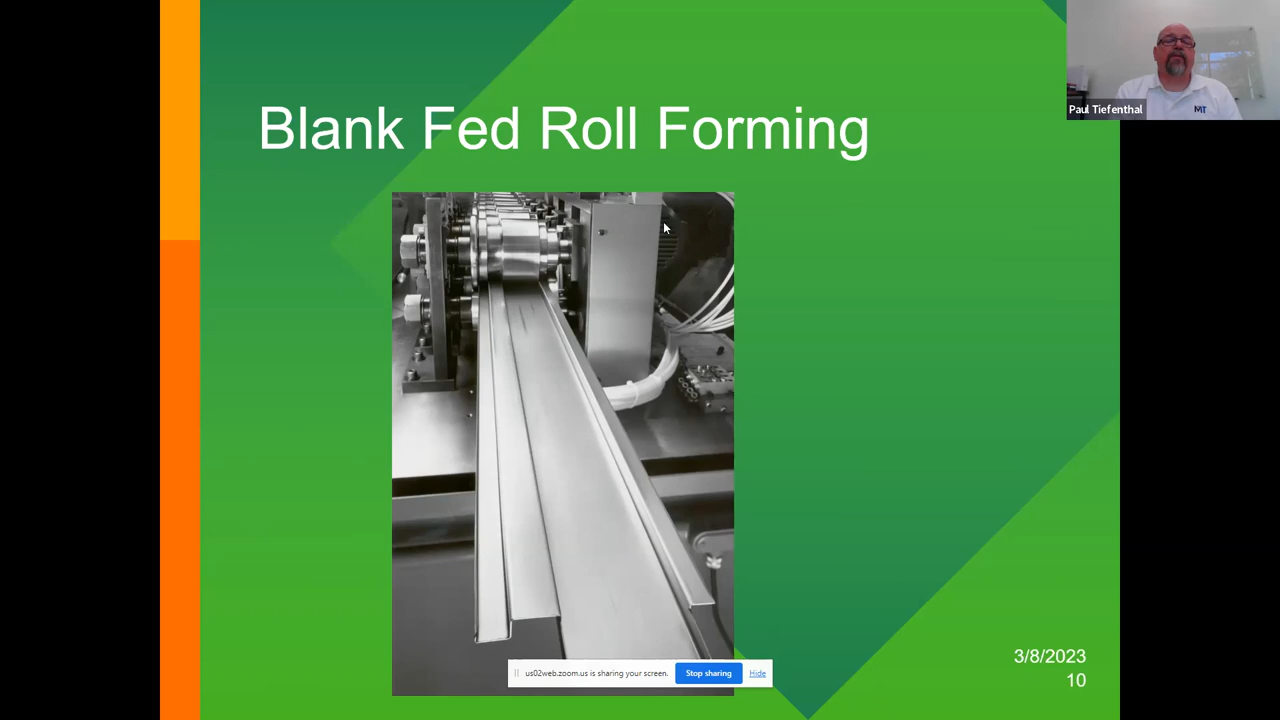 Blank Fed Roll Forming
Paul Tiefenthal
MT
us02web.zoom.us is sharing your screen.
Stop sharing
Hide
3/8/2023
10